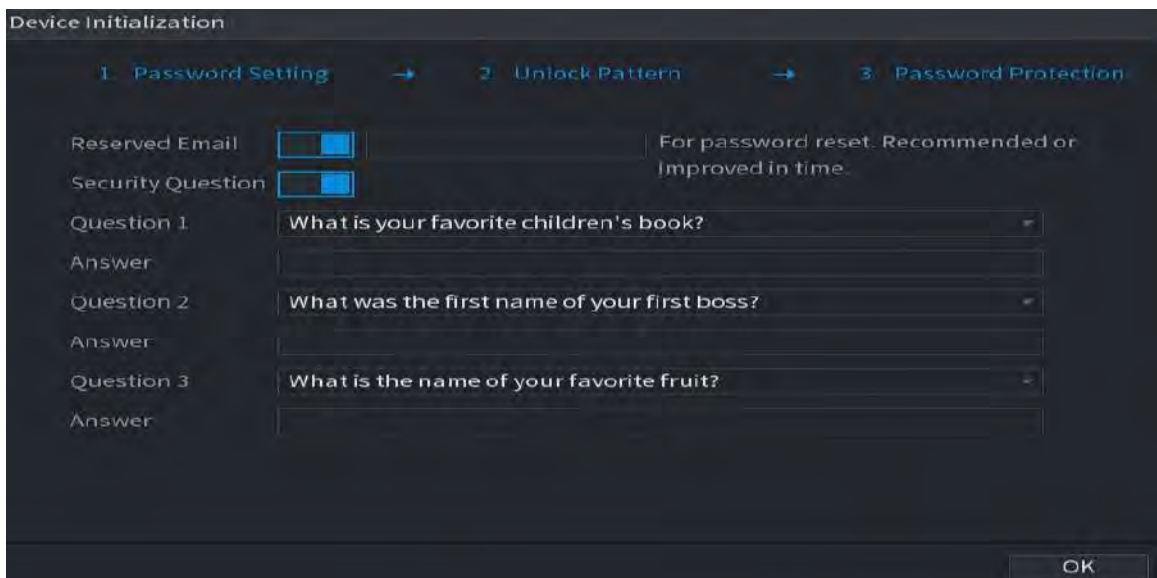 Device Initialization
1 Password Setting → 2 Unlock Pattern → 3 Password Protection
Reserved Email For password reset. Recommended or
improved in time.
Security Question
Question 1 What is your favorite children's book?
Answer
Question 2 What was the first name of your first boss?
Answer
Question 3 What is the name of your favorite fruit?
Answer
OK